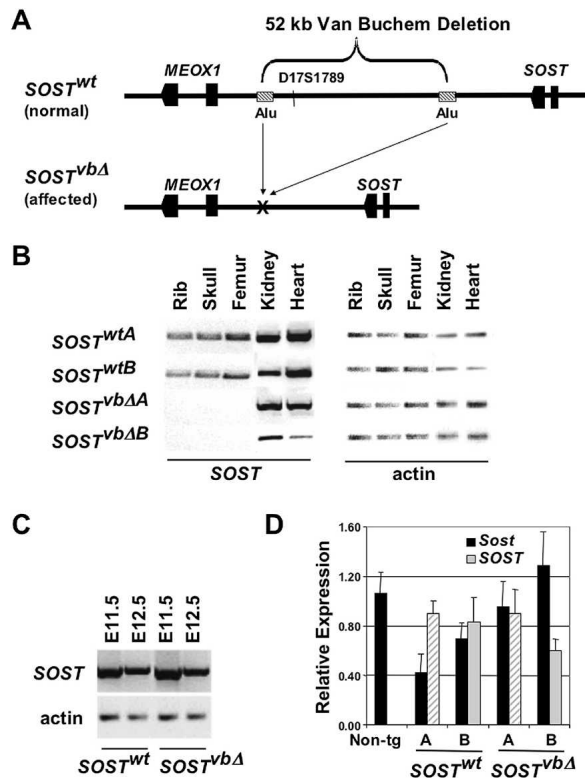 A
52 kb Van Buchem Deletion
MEOX1
D17S1789
SOST
SOSTwt
(normal)
Alu
Alu
SOSTvbΔ
(affected)
MEOX1
SOST
X
B
Rib
Skull
Femur
Kidney
Heart
Rib
Skull
Femur
Kidney
Heart
SOSTwtA
SOSTwtB
SOSTvbΔA
SOSTvbΔB
SOST
actin
C
E11.5
E12.5
E11.5
E12.5
SOST
actin
SOSTwt
SOSTvbΔ
D
Relative Expression
1.60
1.20
0.80
0.40
0.00
Sost
SOST
Non-tg
A
B
A
B
SOSTwt
SOSTvbΔ